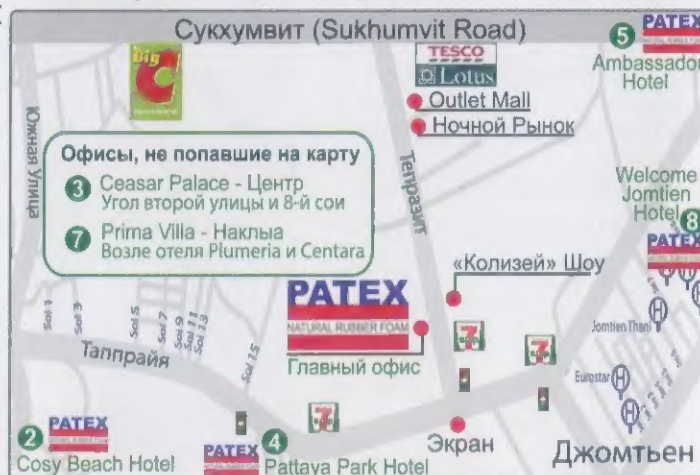 Сукхумвит (Sukhumvit Road)
Big
C
TESCO
Lotus
Outlet Mall
Ночной Рынок
5
PATEX
Ambassador
Hotel
Южная Улица
Офисы, не попавшие на карту
3 Ceasar Palace - Центр
Угол второй улицы и 8-й сои
7 Prima Villa - Наклыа
Возле отеля Plumeria и Centara
Тепразит
Welcome
Jomtien
Hotel
8
PATEX
«Колизей» Шоу
PATEX
NATURAL RUBBER FOAM
Главный офис
Soi 1
Soi 3
Soi 5
Soi 7
Soi 9
Soi 11
Soi 13
Soi 15
Таппрайя
7
7
7
Jomtien Thani
H
Eurostar
H
H
Экран
Джомтьен
2
PATEX
Cosy Beach Hotel
PATEX
4
Pattaya Park Hotel